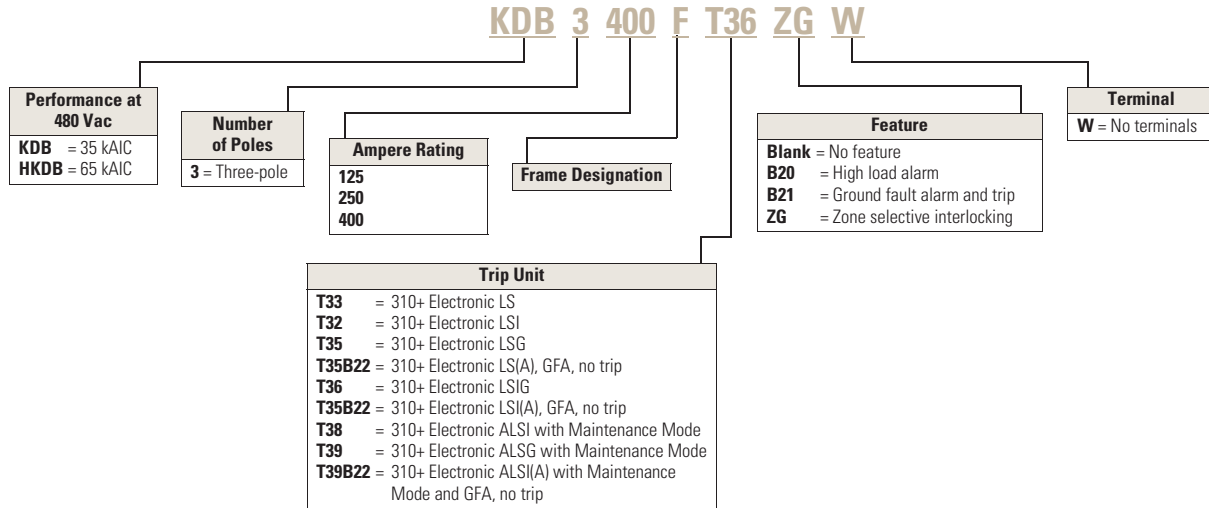 KDB 3 400 F T36 ZG W
Performance at
480 Vac
KDB = 35 kAIC
HKDB = 65 kAIC
Number
of Poles
3 = Three-pole
Ampere Rating
125
250
400
Frame Designation
Trip Unit
T33 = 310+ Electronic LS
T32 = 310+ Electronic LSI
T35 = 310+ Electronic LSG
T35B22 = 310+ Electronic LS(A), GFA, no trip
T36 = 310+ Electronic LSIG
T35B22 = 310+ Electronic LSI(A), GFA, no trip
T38 = 310+ Electronic ALSI with Maintenance Mode
T39 = 310+ Electronic ALSG with Maintenance Mode
T39B22 = 310+ Electronic ALSI(A) with Maintenance
Mode and GFA, no trip
Feature
Blank = No feature
B20 = High load alarm
B21 = Ground fault alarm and trip
ZG = Zone selective interlocking
Terminal
W = No terminals